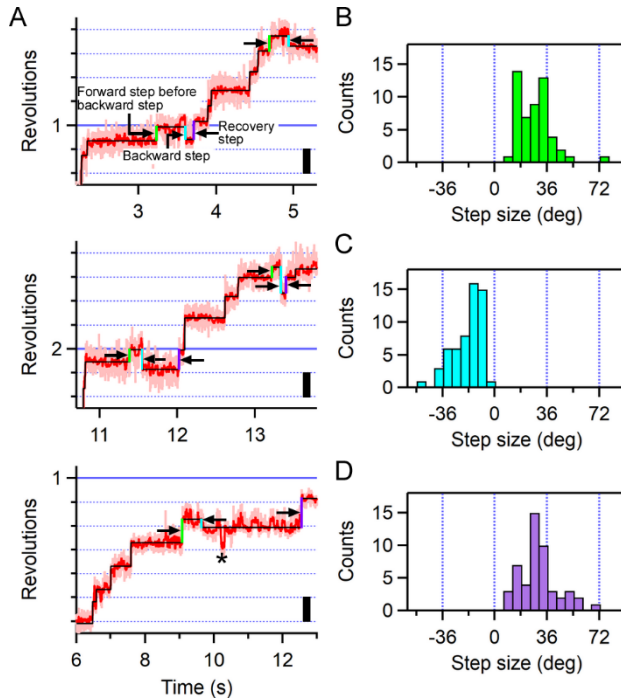 A
Revolutions
1
Forward step before
backward step
Backward step
Recovery
step
3
4
5
Revolutions
2
11
12
13
Revolutions
1
*
6
8
10
12
Time (s)
B
Counts
15
10
5
0
-36
0
36
72
Step size (deg)
C
Counts
15
10
5
0
-36
0
36
72
Step size (deg)
D
Counts
15
10
5
0
-36
0
36
72
Step size (deg)